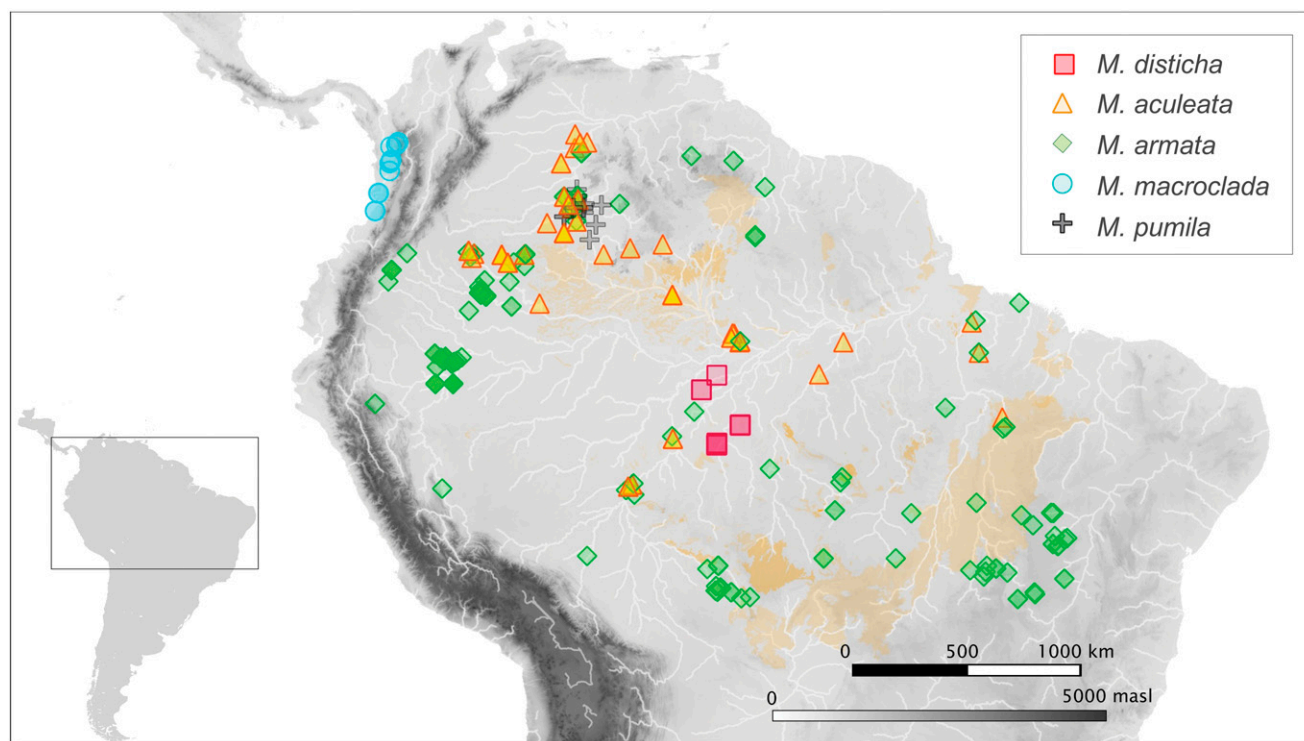 M. disticha
M. aculeata
M. armata
M. macroclada
M. pumila
0 500 1000 km
0 5000 masl